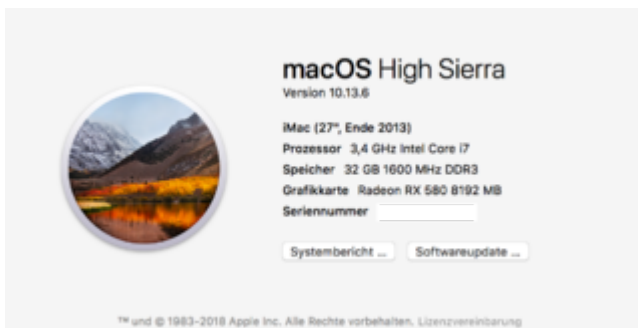 macOS High Sierra
Version 10.13.6
iMac (27", Ende 2013)
Prozessor 3,4 GHz Intel Core i7
Speicher 32 GB 1600 MHz DDR3
Grafikkarte Radeon RX 580 8192 MB
Seriennummer
Systembericht ...
Softwareupdate ...
™ und © 1983-2018 Apple Inc. Alle Rechte vorbehalten. Lizenzvereinbarung